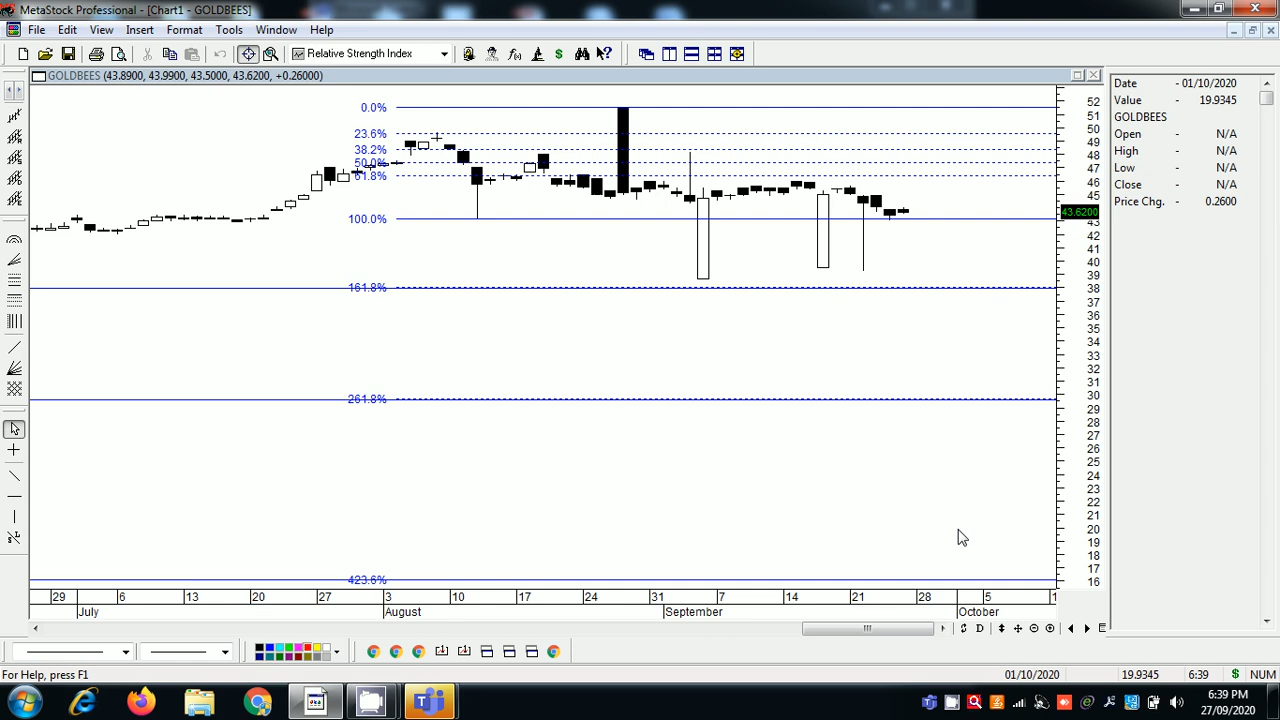 MetaStock Professional - [Chart1 - GOLDBEES]
File Edit View Insert Format Tools Window Help
Relative Strength Index
GOLDBEES (43.8900, 43.9900, 43.5000, 43.6200, +0.26000)
Date - 01/10/2020
Value - 19.9345
GOLDBEES
Open - N/A
High - N/A
Low - N/A
Close - N/A
Price Chg. - 0.2600
0.0%
23.6%
38.2%
50.0%
61.8%
100.0%
161.8%
261.8%
423.6%
52
51
50
49
48
47
46
45
43.6200
43
42
41
40
39
38
37
36
35
34
33
32
31
30
29
28
27
26
25
24
23
22
21
20
19
18
17
16
29 6 13 20 27 3 10 17 24 31 7 14 21 28 5
July August September October
For Help, press F1 01/10/2020 19.9345 6:39 $ NUM
6:39 PM
27/09/2020